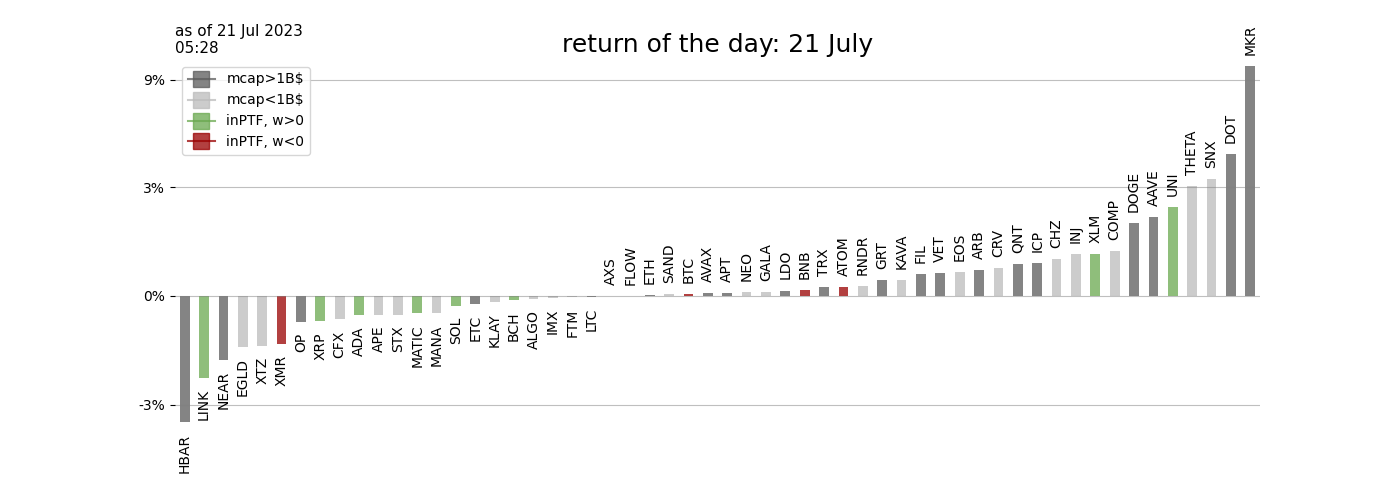 as of 21 Jul 2023
05:28
return of the day: 21 July
mcap>1B$
mcap<1B$
inPTF, w>0
inPTF, w<0
9%
3%
0%
-3%
HBAR
LINK
NEAR
EGLD
XTZ
XMR
OP
XRP
CFX
ADA
APE
STX
MATIC
MANA
SOL
ETC
KLAY
BCH
ALGO
IMX
FTM
LTC
AXS
FLOW
ETH
SAND
BTC
AVAX
APT
NEO
GALA
LDO
BNB
TRX
ATOM
RNDR
GRT
KAVA
FIL
VET
EOS
ARB
CRV
QNT
ICP
CHZ
INJ
XLM
COMP
DOGE
AAVE
UNI
THETA
SNX
DOT
MKR